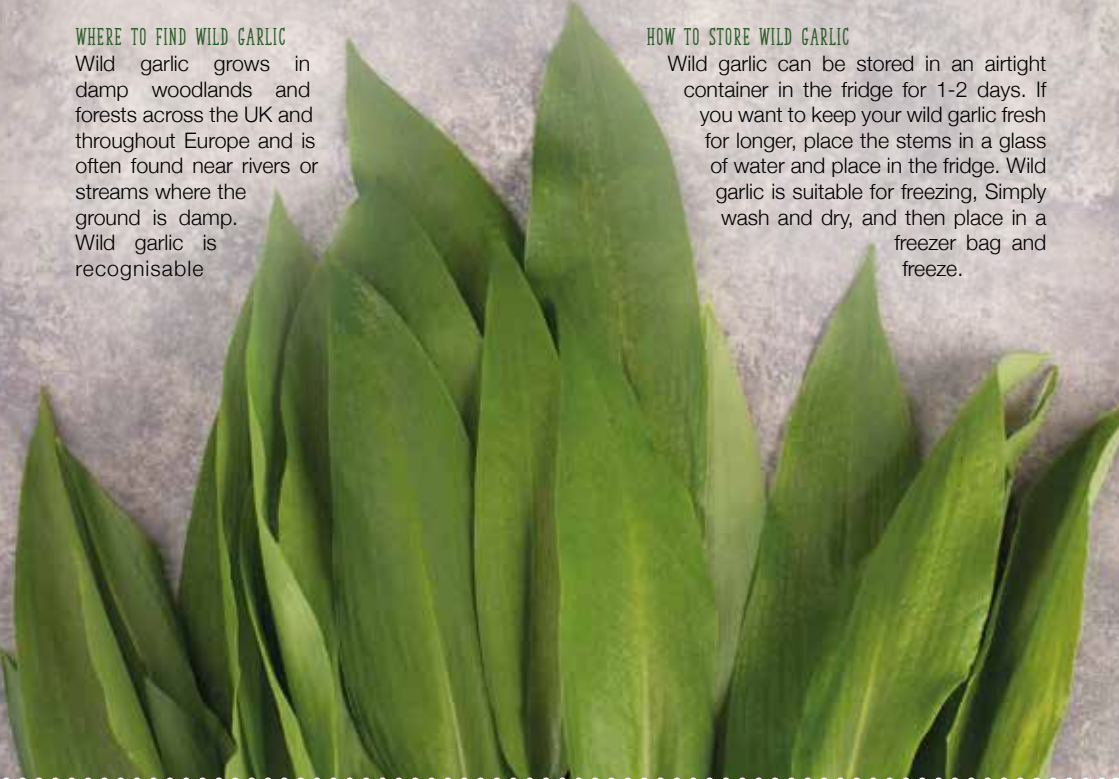 WHERE TO FIND WILD GARLIC
Wild garlic grows in
damp woodlands and
forests across the UK and
throughout Europe and is
often found near rivers or
streams where the
ground is damp.
Wild garlic is
recognisable
HOW TO STORE WILD GARLIC
Wild garlic can be stored in an airtight
container in the fridge for 1-2 days. If
you want to keep your wild garlic fresh
for longer, place the stems in a glass
of water and place in the fridge. Wild
garlic is suitable for freezing, Simply
wash and dry, and then place in a
freezer bag and
freeze.